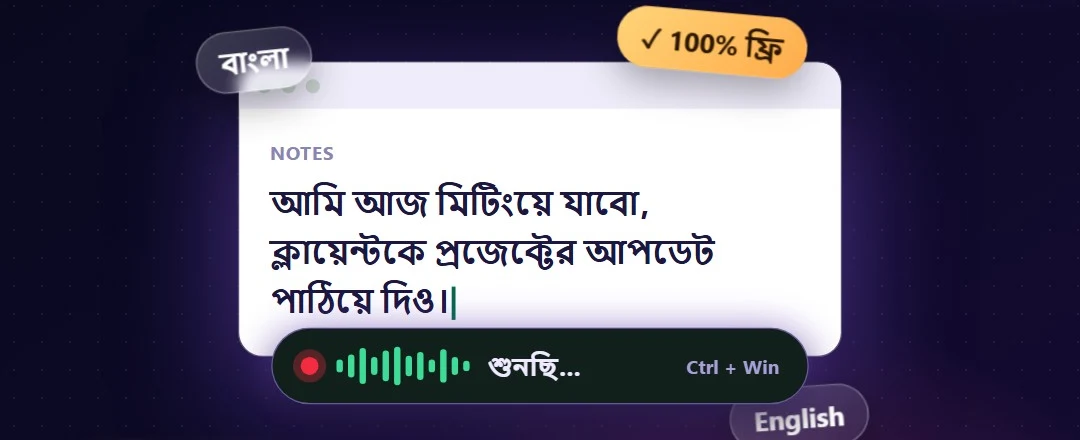 বাংলা
✓ 100% ফ্রি
NOTES
আমি আজ মিটিংয়ে যাবো,
ক্লায়েন্টকে প্রজেক্টের আপডেট
পাঠিয়ে দিও।
শুনছি...
Ctrl + Win
English